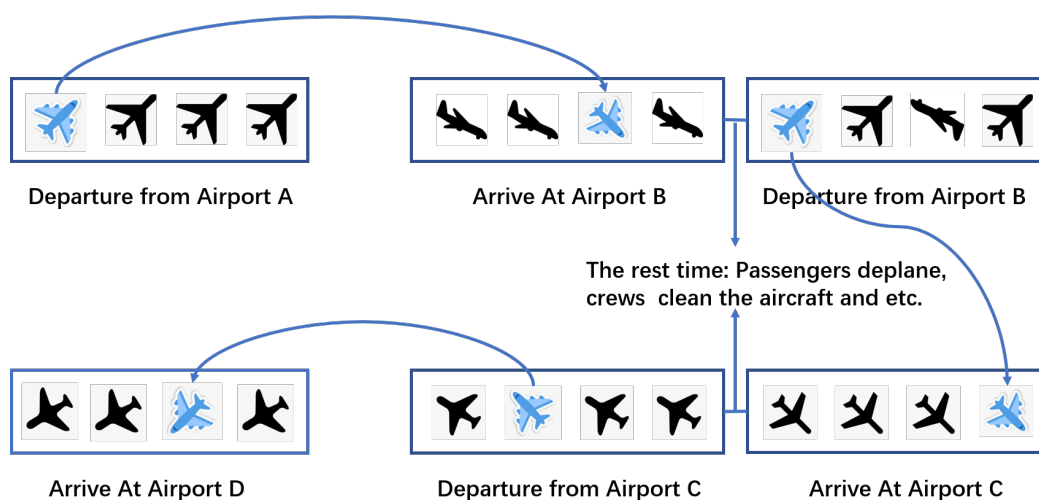 Departure from Airport A
Arrive At Airport B
Departure from Airport B
The rest time: Passengers deplane,
crews clean the aircraft and etc.
Arrive At Airport D
Departure from Airport C
Arrive At Airport C